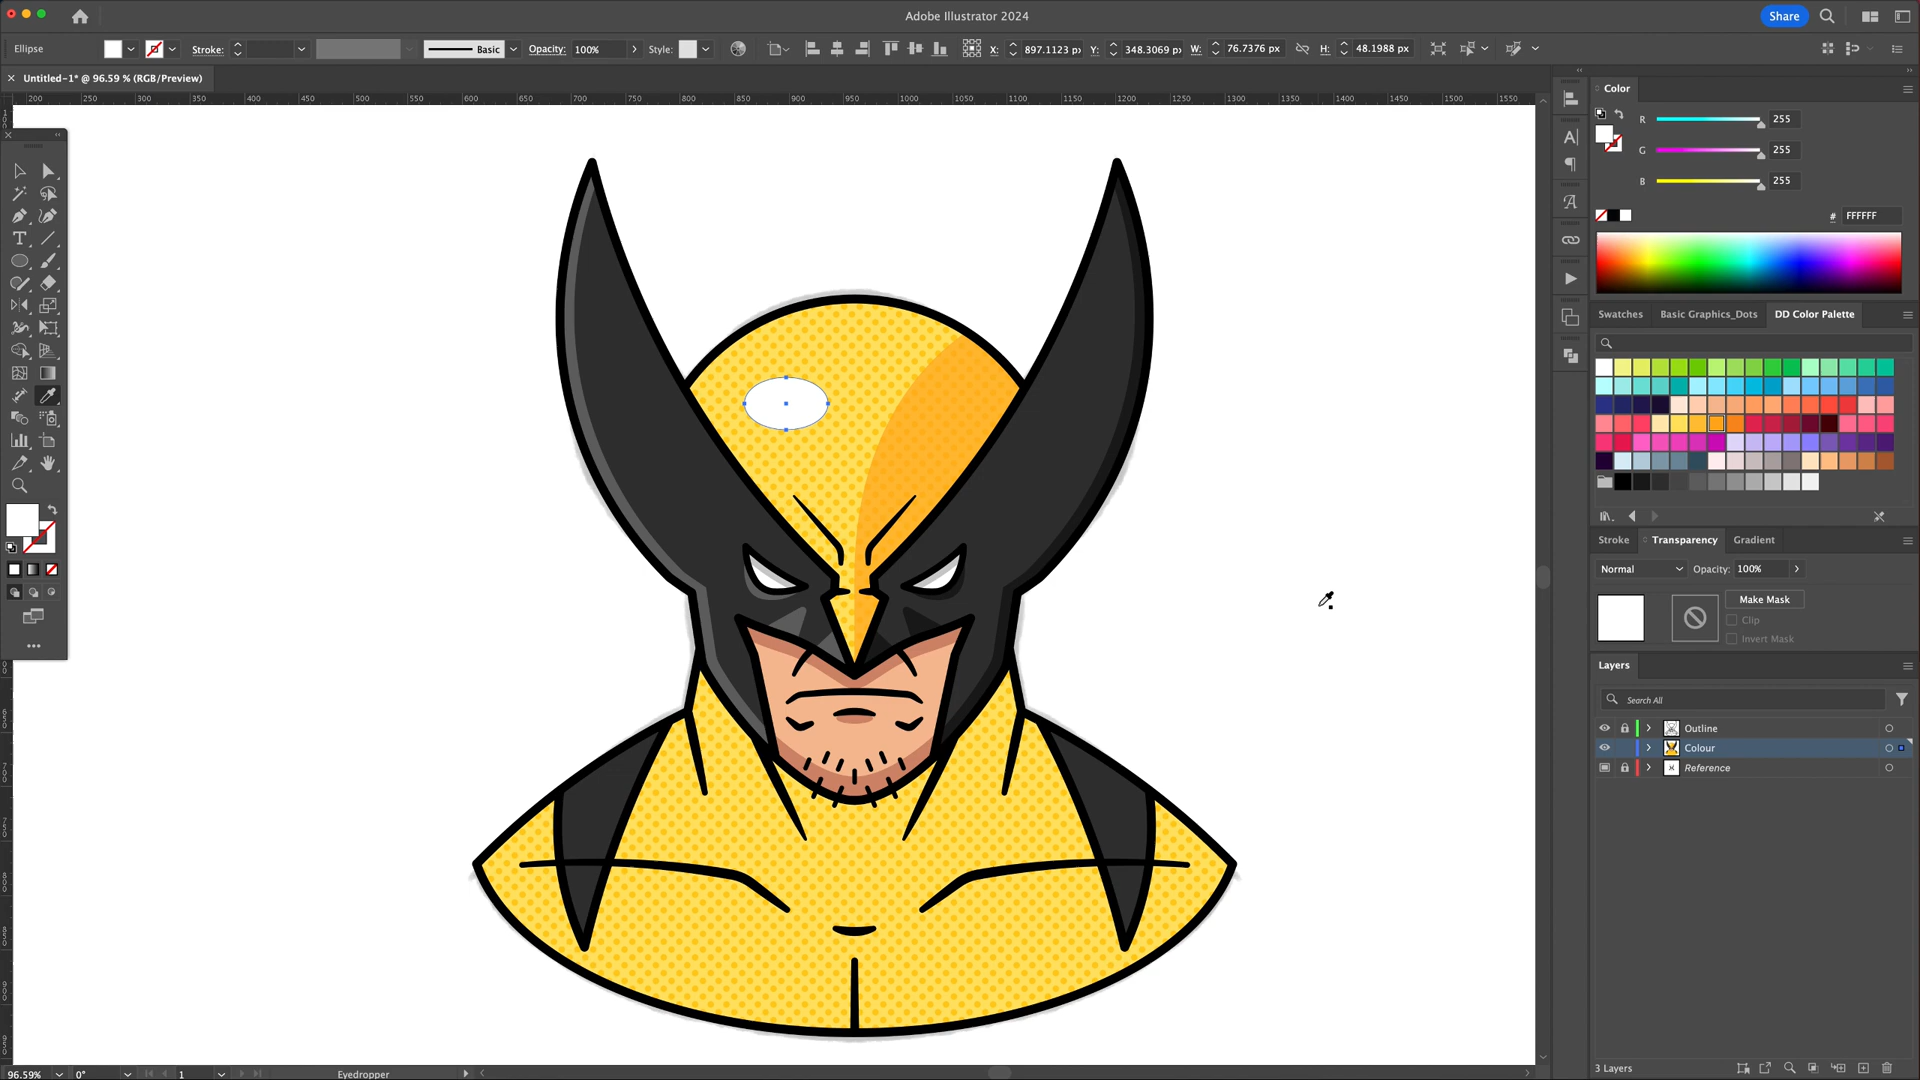 Adobe Illustrator 2024
Share
Ellipse
Stroke:
Basic
Opacity:
100%
Style:
X:
897.1123 p
Y:
348.3069 px
W:
76.7376 px
H:
48.1988 px
Untitled-1* @ 96.59 % (RGB/Preview)
200 250 300 350 400 450 500 550 600 650 700 750 800 850 900 950 1000 1050 1100 1150 1200 1250 1300 1350 1400 1450 1500 1550
Color
R 255
G 255
B 255
# FFFFFF
Swatches Basic Graphics_Dots DD Color Palette
Stroke Transparency Gradient
Normal Opacity: 100%
Make Mask
Clip
Invert Mask
Layers
Search All
Outline
Colour
Reference
3 Layers
96.59% 0° 1 Eyedropper